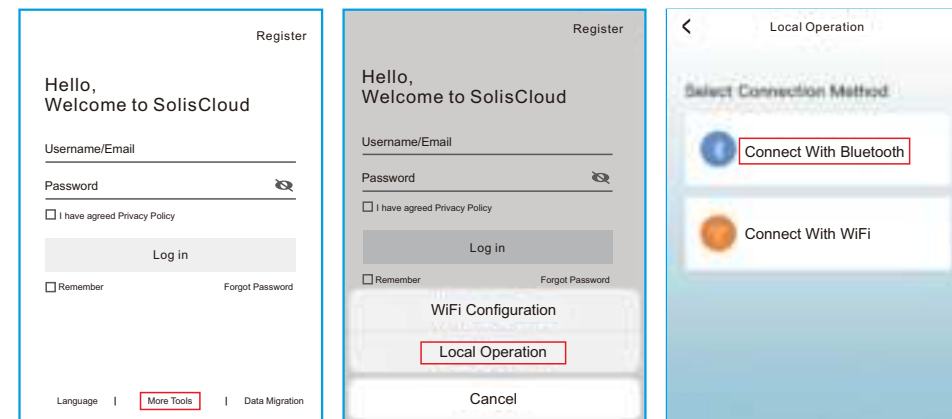 Register
Hello,
Welcome to SolisCloud
Username/Email
Password
I have agreed Privacy Policy
Log in
Remember Forgot Password
Language | More Tools | Data Migration
Register
Hello,
Welcome to SolisCloud
Username/Email
Password
I have agreed Privacy Policy
Log in
Remember Forgot Password
WiFi Configuration
Local Operation
Cancel
Local Operation
Select Connection Method
Connect With Bluetooth
Connect With WiFi